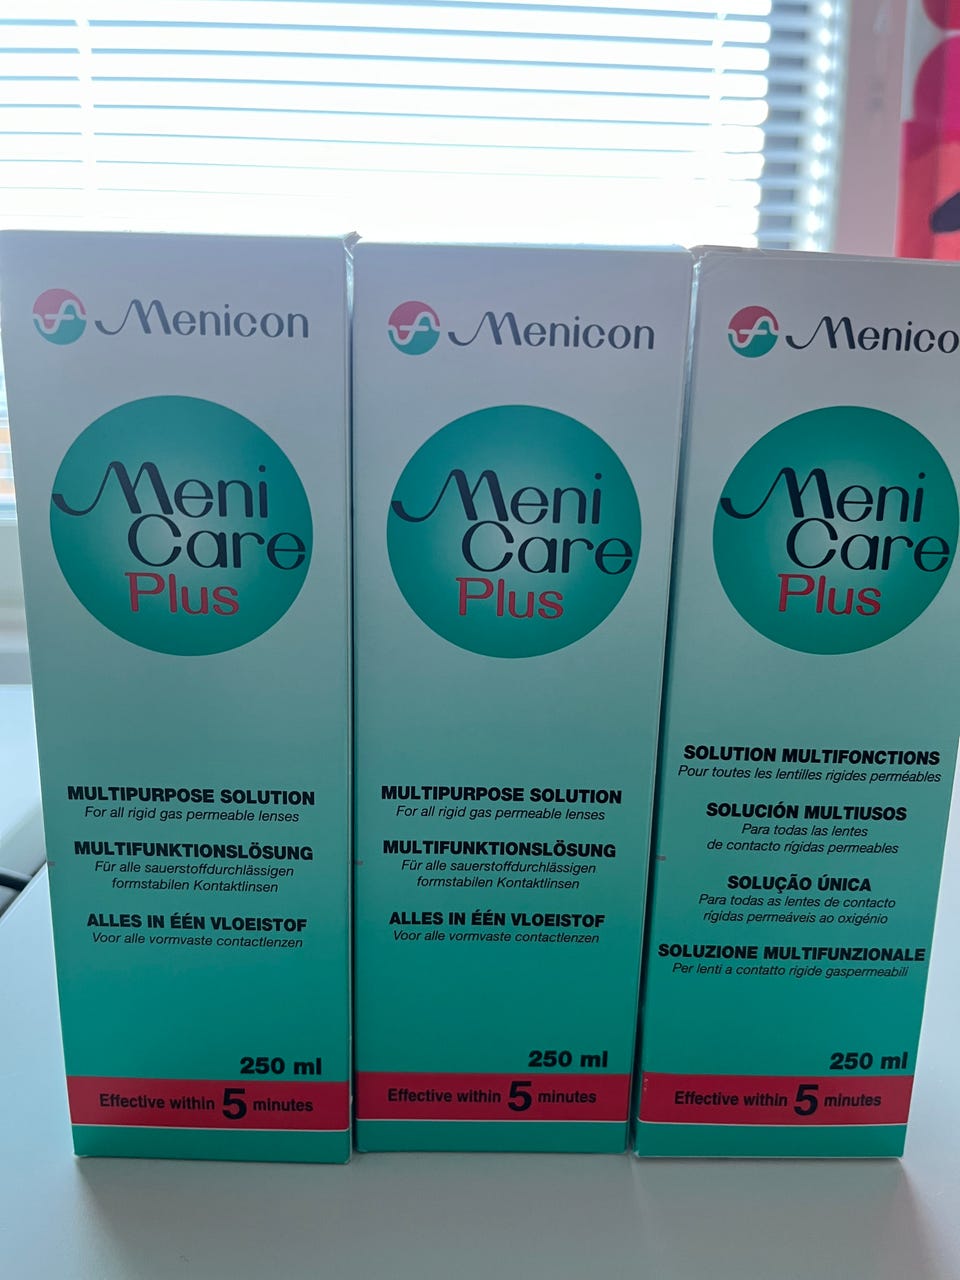 Menicon
Meni
Care
Plus
MULTIPURPOSE SOLUTION
For all rigid gas permeable lenses
MULTIFUNKTIONSLÖSUNG
Für alle sauerstoffdurchlässigen
formstabilen Kontaktlinsen
ALLES IN ÉÉN VLOEISTOF
Voor alle vormvaste contactlenzen
250 ml
Effective within 5 minutes
Menicon
Meni
Care
Plus
MULTIPURPOSE SOLUTION
For all rigid gas permeable lenses
MULTIFUNKTIONSLÖSUNG
Für alle sauerstoffdurchlässigen
formstabilen Kontaktlinsen
ALLES IN ÉÉN VLOEISTOF
Voor alle vormvaste contactlenzen
250 ml
Effective within 5 minutes
Menico
Meni
Care
Plus
SOLUTION MULTIFONCTIONS
Pour toutes les lentilles rigides perméables
SOLUCIÓN MULTIUSOS
Para todas las lentes
de contacto rígidas permeables
SOLUÇÃO ÚNICA
Para todas as lentes de contacto
rígidas permeáveis ao oxigénio
SOLUZIONE MULTIFUNZIONALE
Per lenti a contatto rigide gaspermeabili
250 ml
Effective within 5 minutes